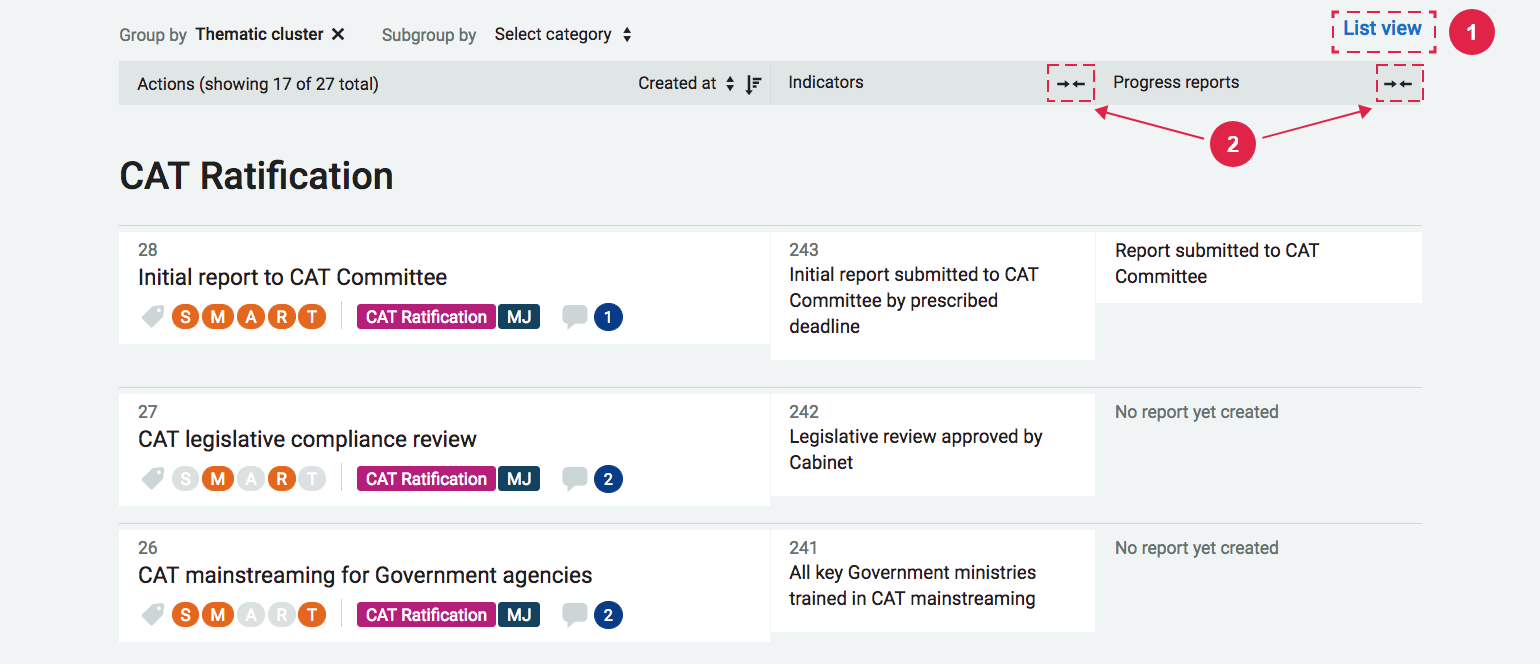 Group by Thematic cluster ✕ Subgroup by Select category List view 1
Actions (showing 17 of 27 total) Created at Indicators Progress reports
2
CAT Ratification
28 243 Report submitted to CAT
Initial report to CAT Committee Initial report submitted to CAT Committee
S M A R T CAT Ratification MJ 1 Committee by prescribed
deadline
27 242 No report yet created
CAT legislative compliance review Legislative review approved by
S M A R T CAT Ratification MJ 2 Cabinet
26 241 No report yet created
CAT mainstreaming for Government agencies All key Government ministries
S M A R T CAT Ratification MJ 2 trained in CAT mainstreaming